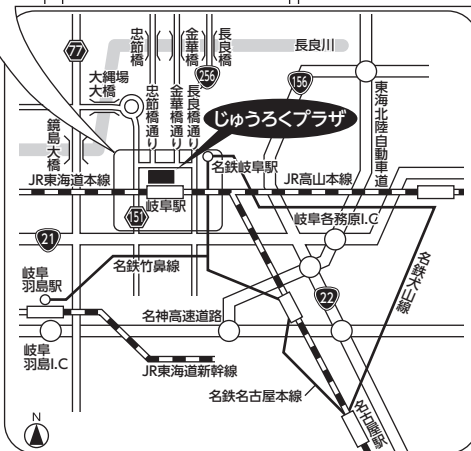 忠節橋
金華橋
長良橋
長良川
77
256
156
大縄場
大橋
忠節橋通り
金華橋通り
長良橋通り
鏡島大橋
東海北陸自動車道
じゅうろくプラザ
名鉄岐阜駅
JR東海道本線
JR高山本線
岐阜駅
151
岐阜各務原I.C
21
岐阜
羽島駅
名鉄竹鼻線
22
名鉄犬山線
名神高速道路
岐阜
羽島I.C
JR東海道新幹線
名鉄名古屋本線
名古屋駅
N